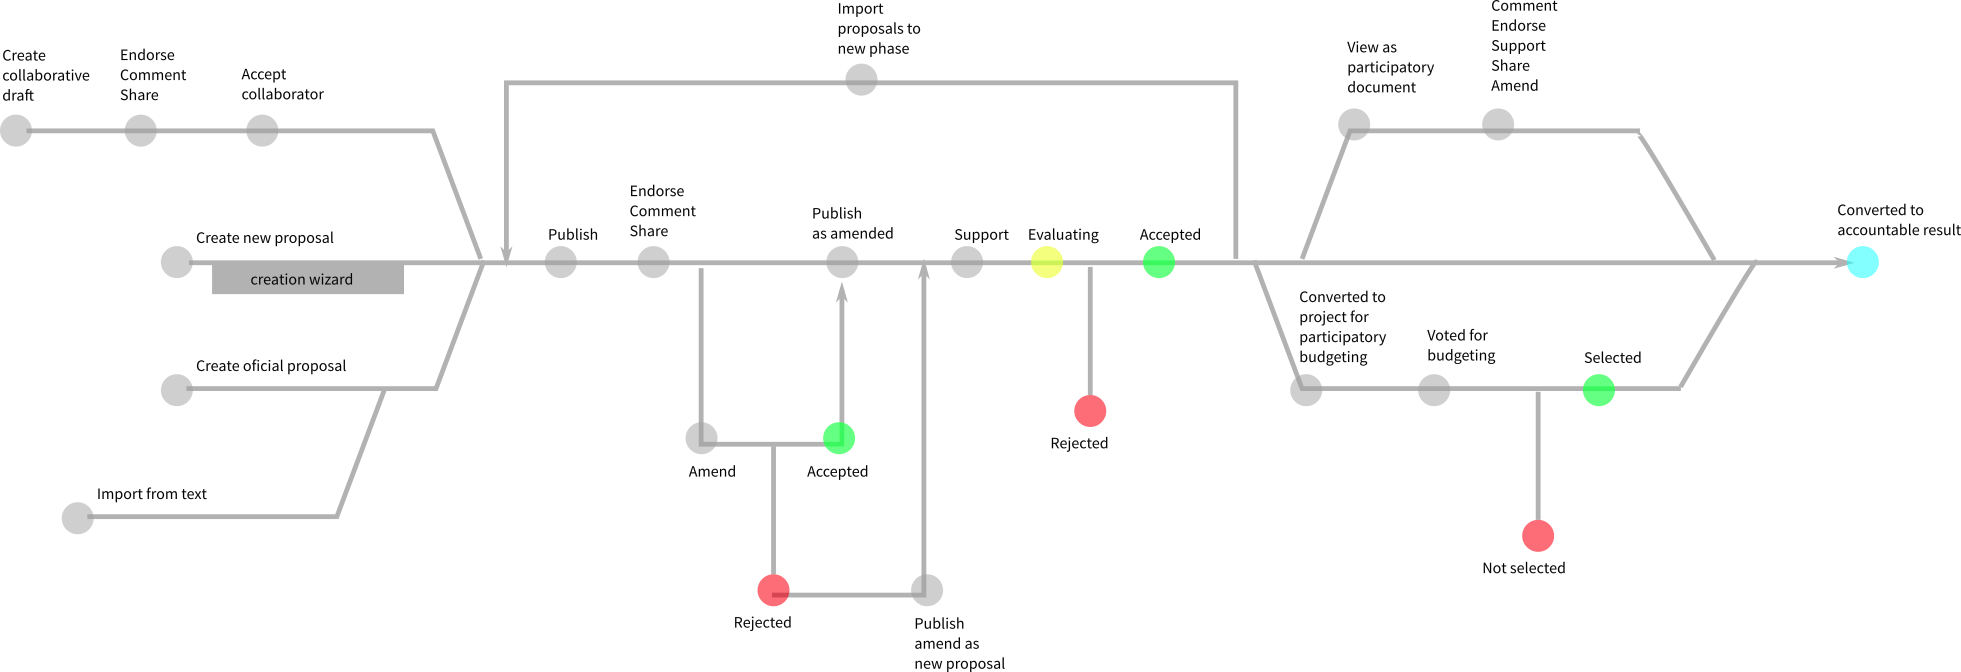 Import
proposals to
new phase
Comment
Endorse
Support
Share
Amend
View as
participatory
document
Create
collaborative
draft
Endorse
Comment
Share
Accept
collaborator
Endorse
Comment
Share
Publish
as amended
Converted to
accountable result
Create new proposal
Publish
Support
Evaluating
Accepted
creation wizard
Converted to
project for
participatory
budgeting
Voted for
budgeting
Selected
Create oficial proposal
Rejected
Amend
Accepted
Import from text
Not selected
Rejected
Publish
amend as
new proposal